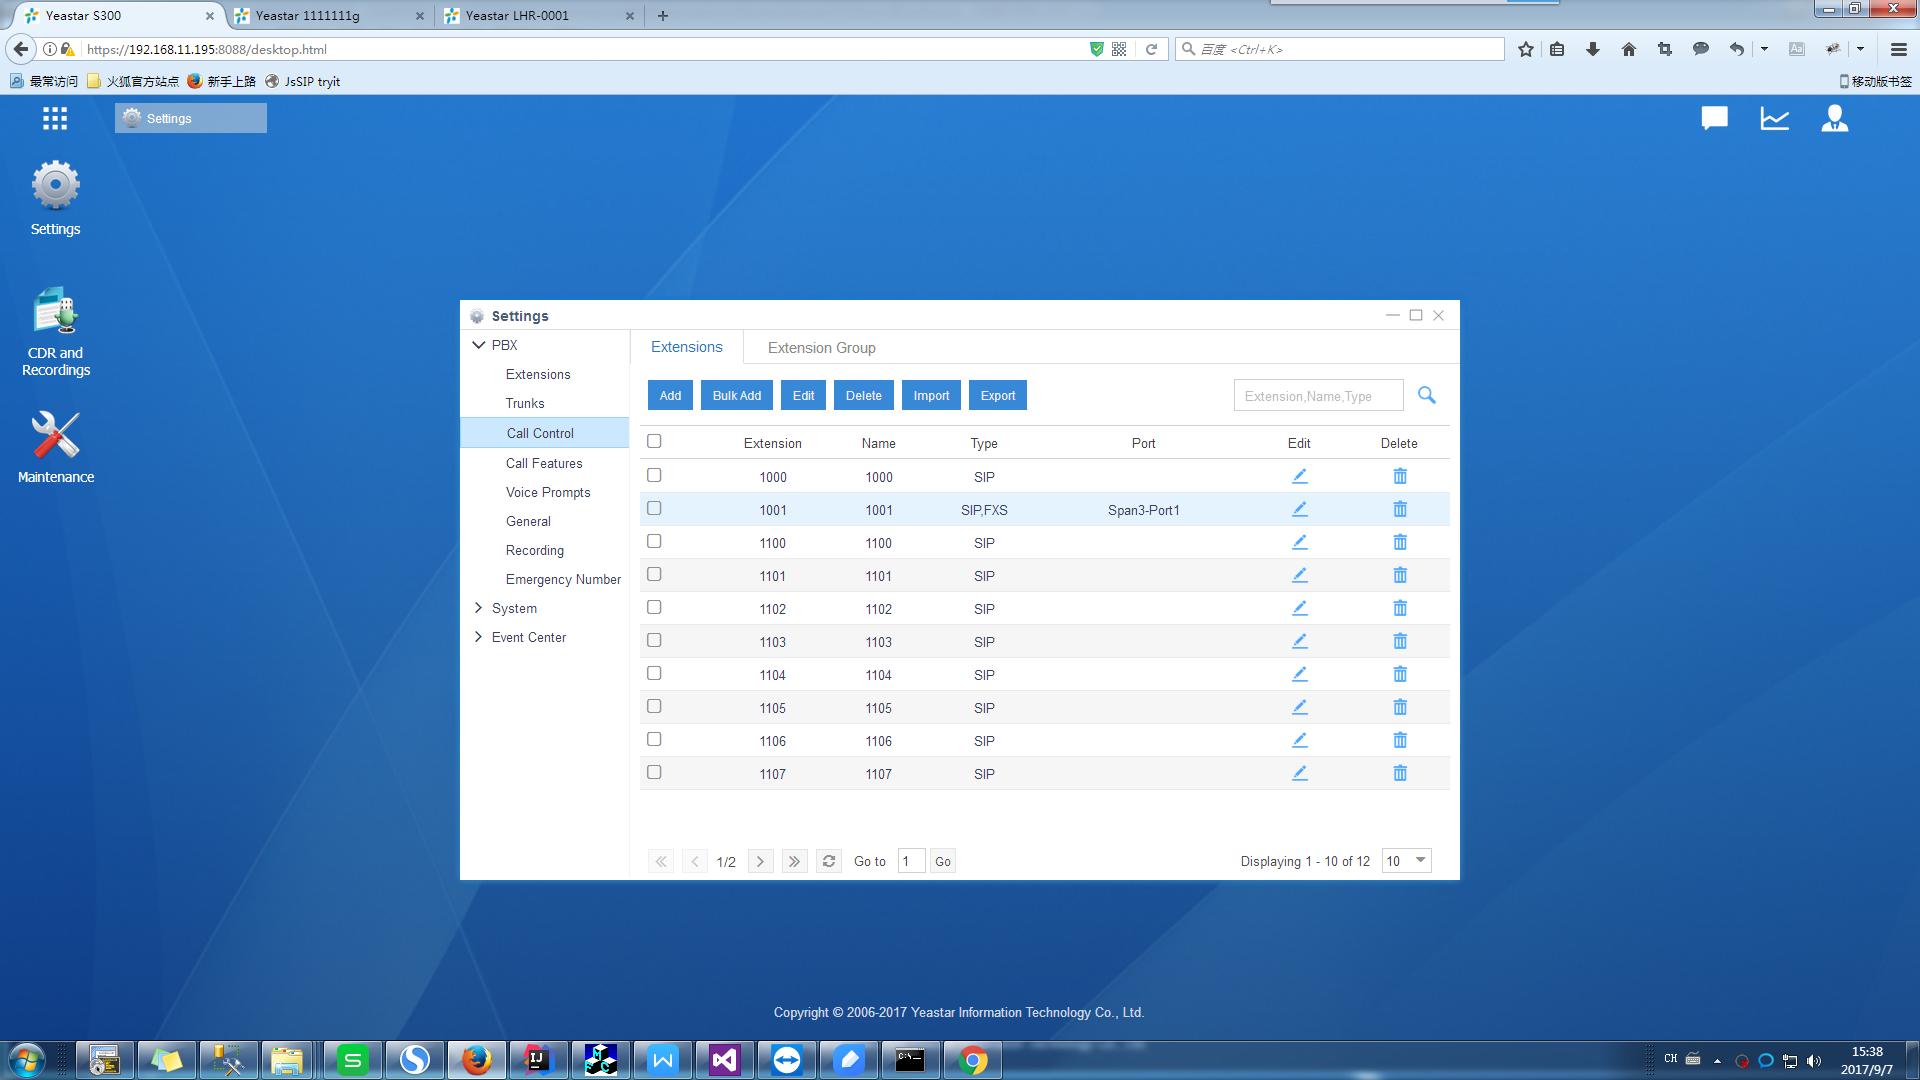 Yeastar S300
Yeastar 1111111g
Yeastar LHR-0001
https://192.168.11.195:8088/desktop.html
百度 <Ctrl+K>
最常访问
火狐官方站点
新手上路
JsSIP tryit
移动版书签
Settings
Settings
CDR and
Recordings
Maintenance
Settings
PBX
Extensions
Trunks
Call Control
Call Features
Voice Prompts
General
Recording
Emergency Number
System
Event Center
Extensions
Extension Group
Add
Bulk Add
Edit
Delete
Import
Export
Extension,Name,Type
Extension Name Type Port Edit Delete
1000 1000 SIP
1001 1001 SIP,FXS Span3-Port1
1100 1100 SIP
1101 1101 SIP
1102 1102 SIP
1103 1103 SIP
1104 1104 SIP
1105 1105 SIP
1106 1106 SIP
1107 1107 SIP
1/2
Go to 1 Go
Displaying 1 - 10 of 12
10
Copyright © 2006-2017 Yeastar Information Technology Co., Ltd.
CH
15:38
2017/9/7